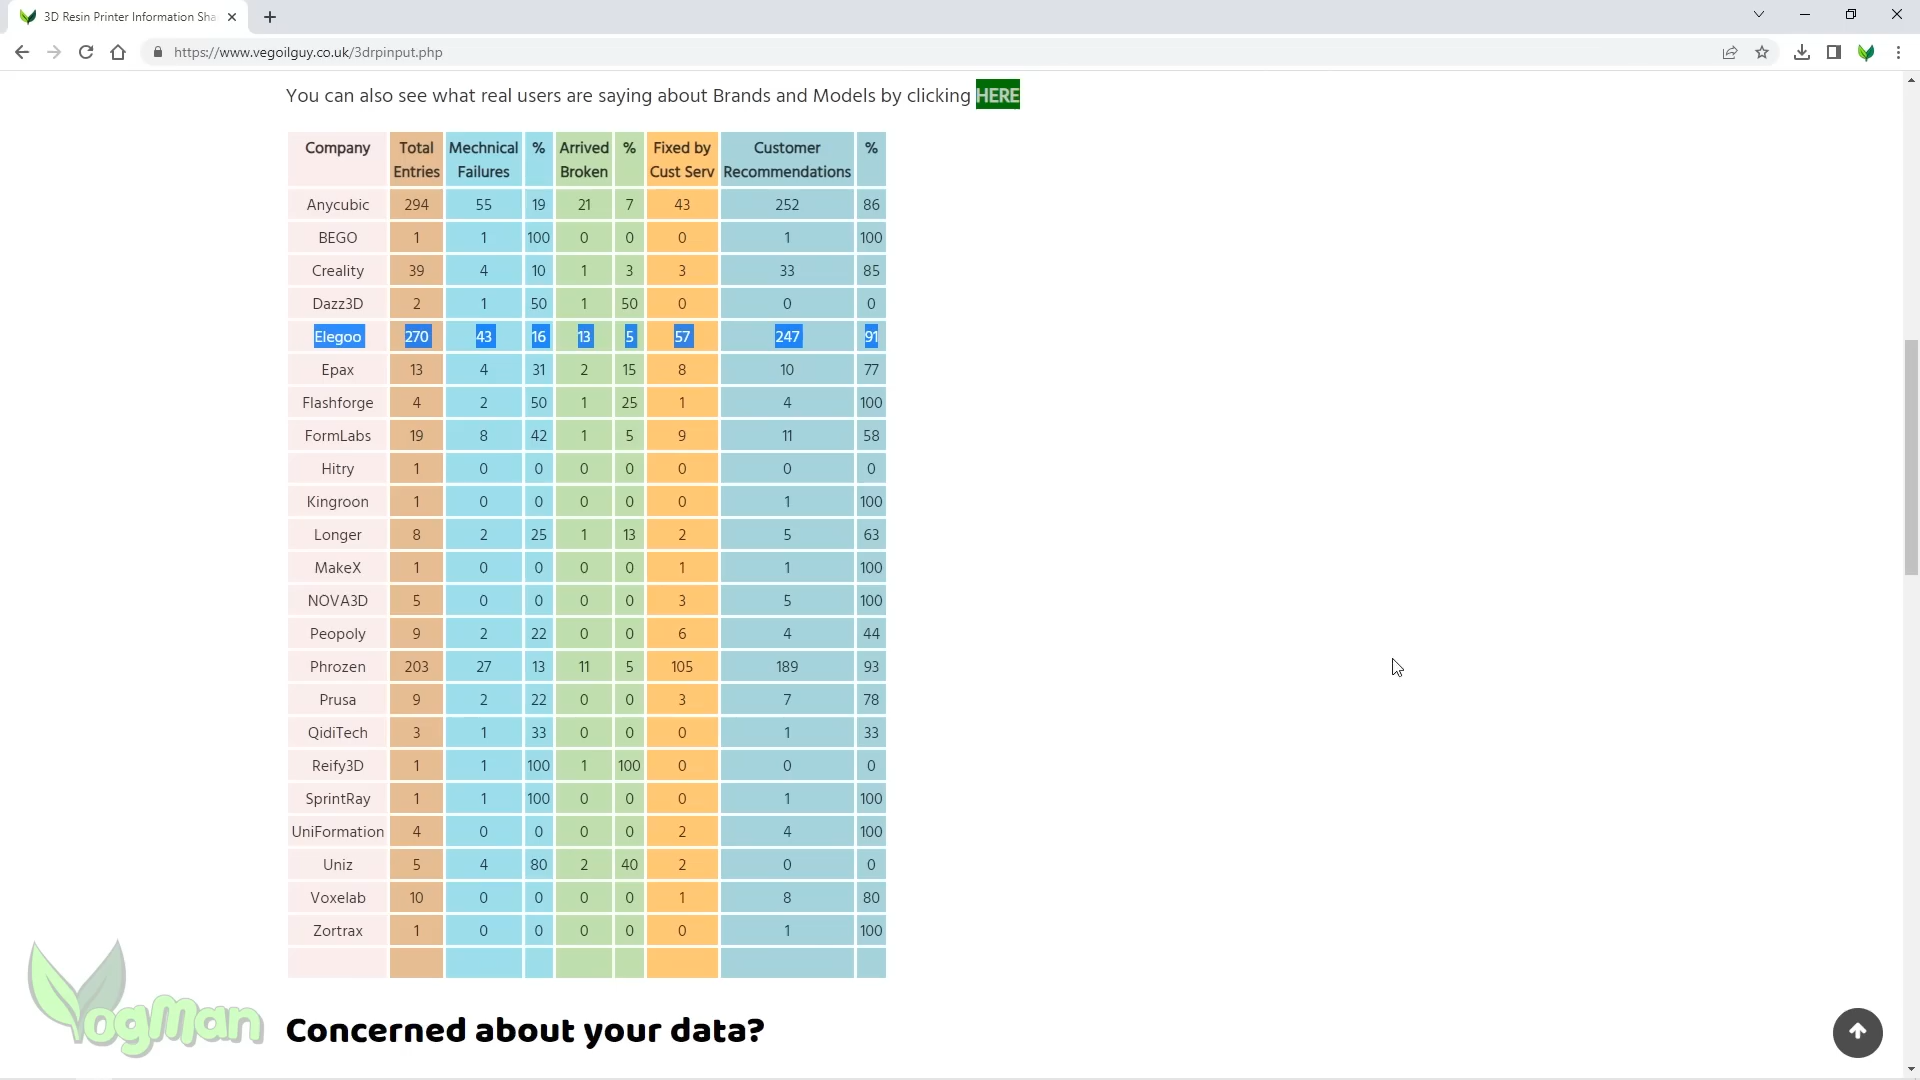 3D Resin Printer Information Sha
https://www.vegoilguy.co.uk/3drpinput.php
You can also see what real users are saying about Brands and Models by clicking HERE
Company Total Entries Mechnical Failures % Arrived Broken % Fixed by Cust Serv Customer Recommendations %
Anycubic 294 55 19 21 7 43 252 86
BEGO 1 1 100 0 0 0 1 100
Creality 39 4 10 1 3 3 33 85
Dazz3D 2 1 50 1 50 0 0 0
Elegoo 270 43 16 13 5 57 247 91
Epax 13 4 31 2 15 8 10 77
Flashforge 4 2 50 1 25 1 4 100
FormLabs 19 8 42 1 5 9 11 58
Hitry 1 0 0 0 0 0 0 0
Kingroon 1 0 0 0 0 0 1 100
Longer 8 2 25 1 13 2 5 63
MakeX 1 0 0 0 0 1 1 100
NOVA3D 5 0 0 0 0 3 5 100
Peopoly 9 2 22 0 0 6 4 44
Phrozen 203 27 13 11 5 105 189 93
Prusa 9 2 22 0 0 3 7 78
QidiTech 3 1 33 0 0 0 1 33
Reify3D 1 1 100 1 100 0 0 0
SprintRay 1 1 100 0 0 0 1 100
UniFormation 4 0 0 0 0 2 4 100
Uniz 5 4 80 2 40 2 0 0
Voxelab 10 0 0 0 0 1 8 80
Zortrax 1 0 0 0 0 0 1 100
VogMan
Concerned about your data?